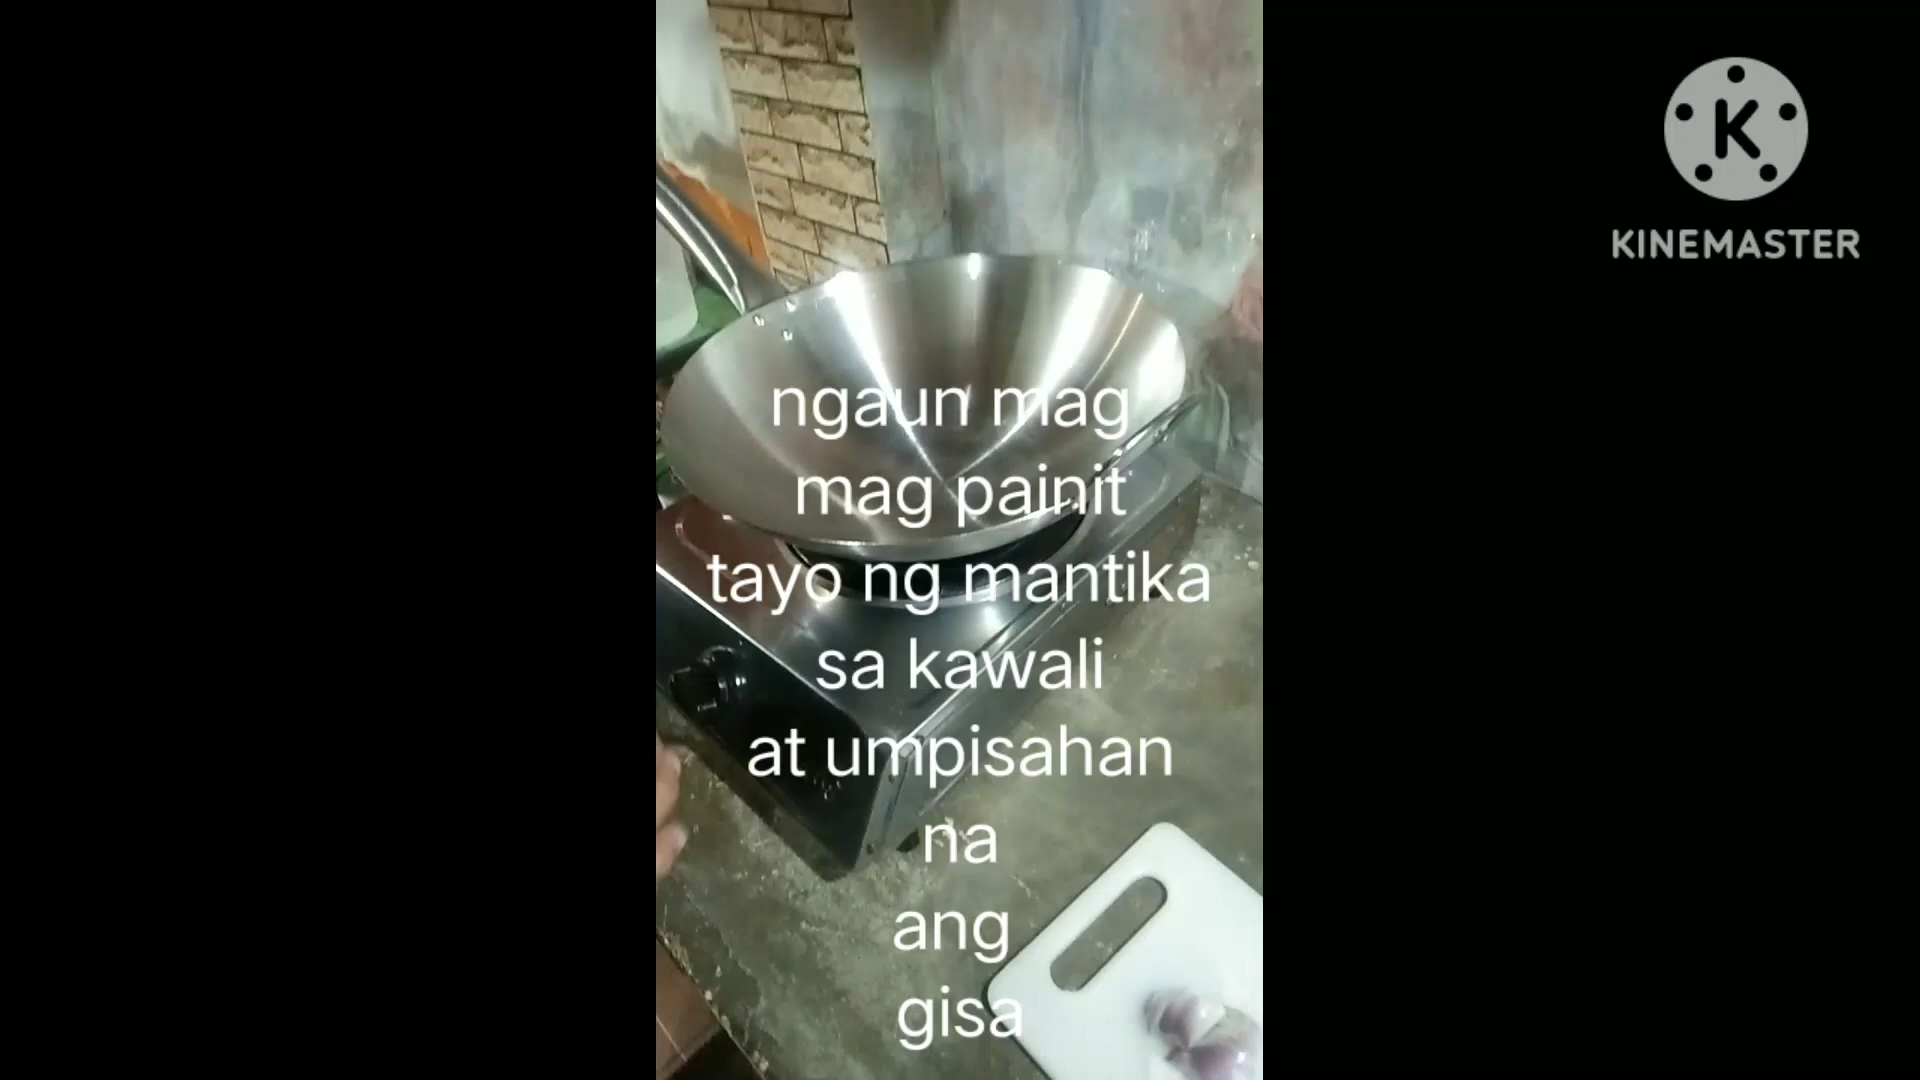 KINEMASTER
ngaun mag
mag painit
tayo ng mantika
sa kawali
at umpisahan
na
ang
gisa